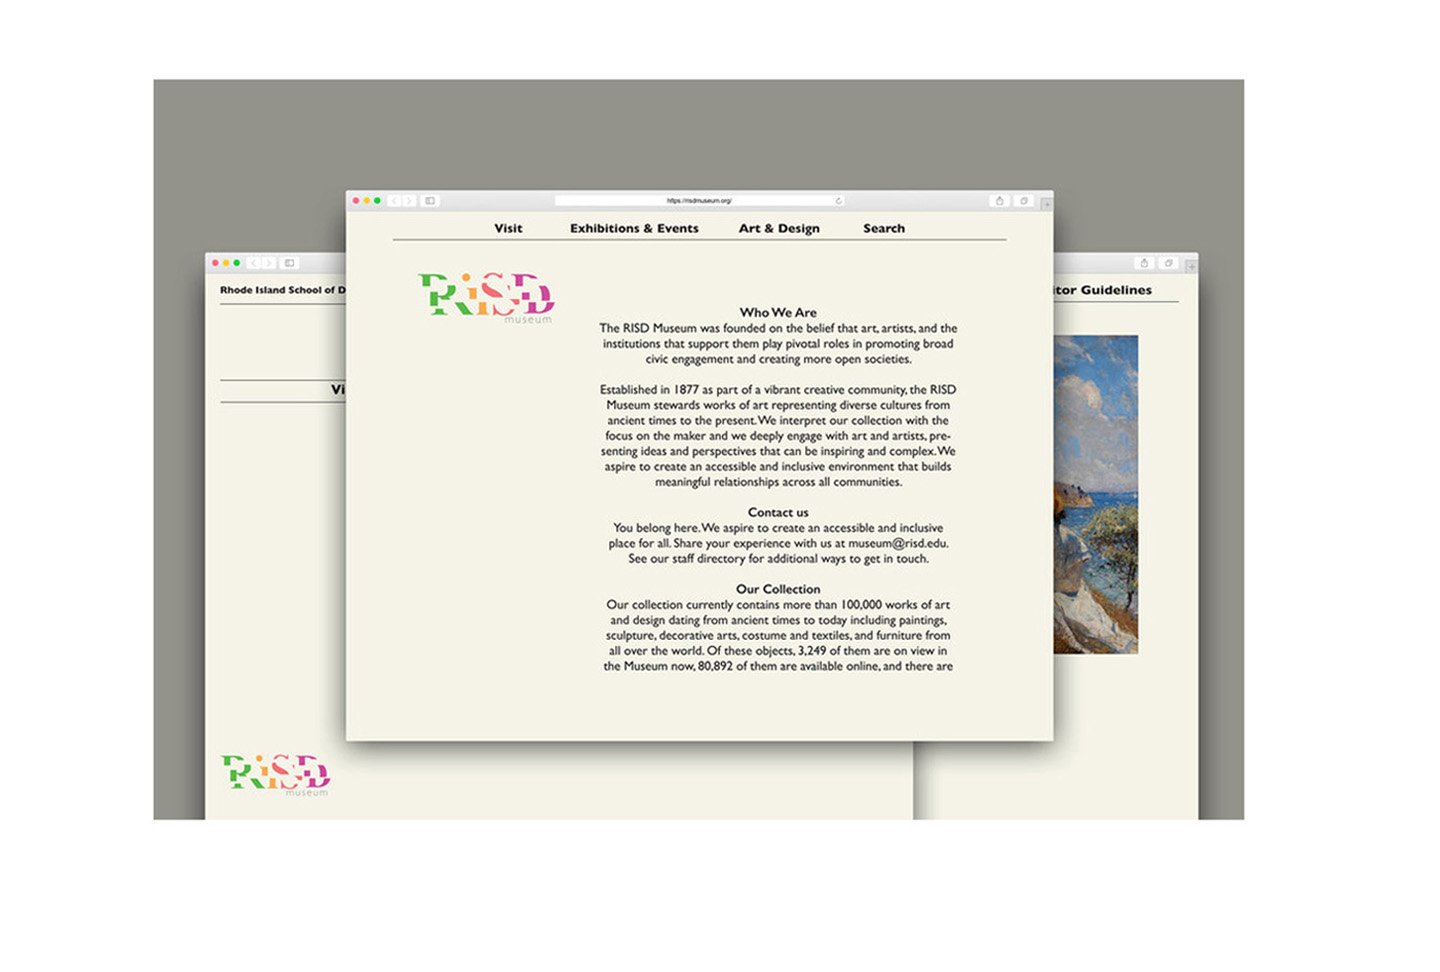 https://risdmuseum.org/
Visit Exhibitions & Events Art & Design Search
RiSD
museum
Who We Are
The RISD Museum was founded on the belief that art, artists, and the
institutions that support them play pivotal roles in promoting broad
civic engagement and creating more open societies.
Established in 1877 as part of a vibrant creative community, the RISD
Museum stewards works of art representing diverse cultures from
ancient times to the present. We interpret our collection with the
focus on the maker and we deeply engage with art and artists, pre-
senting ideas and perspectives that can be inspiring and complex. We
aspire to create an accessible and inclusive environment that builds
meaningful relationships across all communities.
Contact us
You belong here. We aspire to create an accessible and inclusive
place for all. Share your experience with us at museum@risd.edu.
See our staff directory for additional ways to get in touch.
Our Collection
Our collection currently contains more than 100,000 works of art
and design dating from ancient times to today including paintings,
sculpture, decorative arts, costume and textiles, and furniture from
all over the world. Of these objects, 3,249 of them are on view in
the Museum now, 80,892 of them are available online, and there are
Rhode Island School of D
Vi
RiSD
museum
itor Guidelines